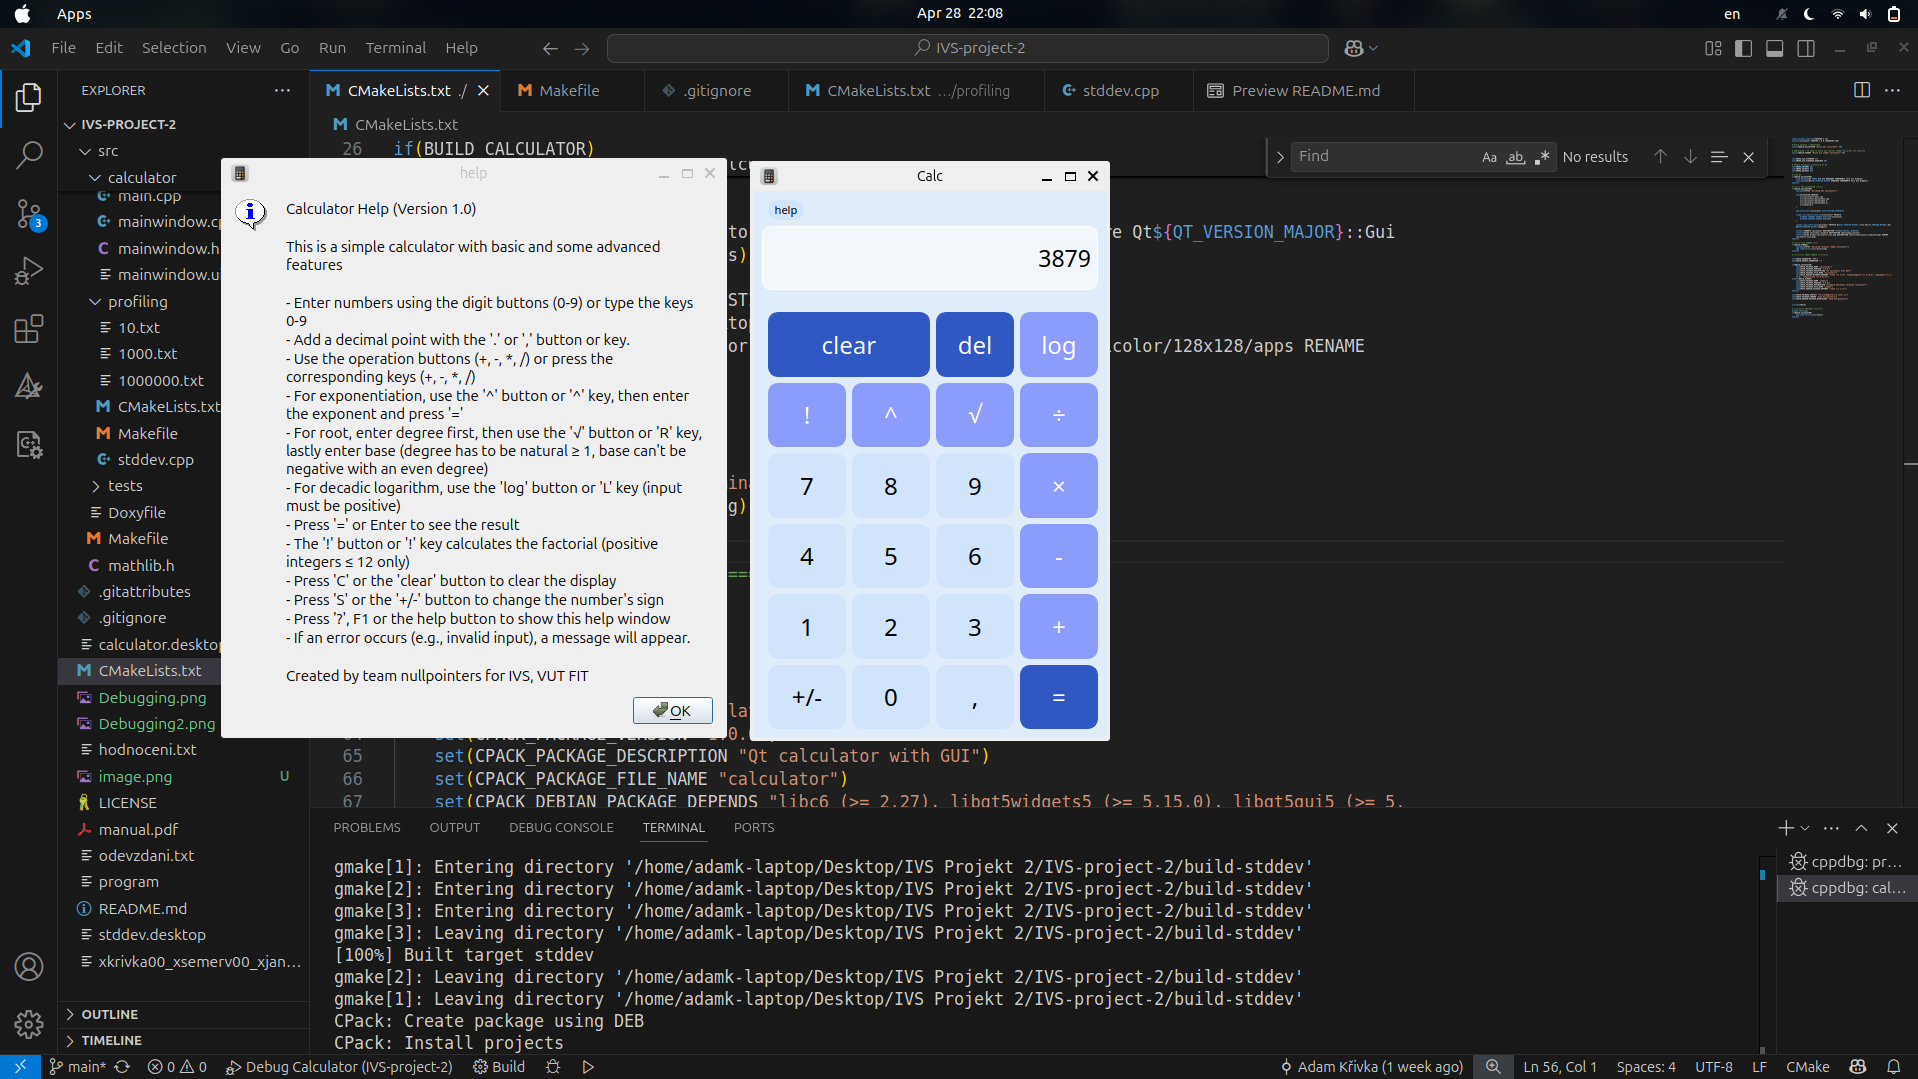 Apps
Apr 28 22:08
en
File Edit Selection View Go Run Terminal Help
IVS-project-2
EXPLORER
CMakeLists.txt ./
Makefile
.gitignore
CMakeLists.txt …/profiling
stddev.cpp
Preview README.md
IVS-PROJECT-2
src
calculator
main.cpp
mainwindow.cp
mainwindow.h
mainwindow.u
profiling
10.txt
1000.txt
1000000.txt
CMakeLists.txt
Makefile
stddev.cpp
tests
Doxyfile
Makefile
mathlib.h
.gitattributes
.gitignore
calculator.deskto
CMakeLists.txt
Debugging.png
Debugging2.png
hodnoceni.txt
image.png U
LICENSE
manual.pdf
odevzdani.txt
program
README.md
stddev.desktop
xkrivka00_xsemerv00_xjan...
OUTLINE
TIMELINE
3
CMakeLists.txt
26 if(BUILD_CALCULATOR)
Find
Aa ab .*
No results
re Qt${QT_VERSION_MAJOR}::Gui
color/128x128/apps RENAME
65 set(CPACK_PACKAGE_DESCRIPTION "Qt calculator with GUI")
66 set(CPACK_PACKAGE_FILE_NAME "calculator")
67 set(CPACK_DEBIAN_PACKAGE_DEPENDS "libc6 (>= 2.27), libqt5widgets5 (>= 5.15.0), libqt5gui5 (>= 5.
help
Calculator Help (Version 1.0)
This is a simple calculator with basic and some advanced
features
- Enter numbers using the digit buttons (0-9) or type the keys
0-9
- Add a decimal point with the '.' or ',' button or key.
- Use the operation buttons (+, -, *, /) or press the
corresponding keys (+, -, *, /)
- For exponentiation, use the '^' button or '^' key, then enter
the exponent and press '='
- For root, enter degree first, then use the '√' button or 'R' key,
lastly enter base (degree has to be natural ≥ 1, base can't be
negative with an even degree)
- For decadic logarithm, use the 'log' button or 'L' key (input
must be positive)
- Press '=' or Enter to see the result
- The '!' button or '!' key calculates the factorial (positive
integers ≤ 12 only)
- Press 'C' or the 'clear' button to clear the display
- Press 'S' or the '+/-' button to change the number's sign
- Press '?', F1 or the help button to show this help window
- If an error occurs (e.g., invalid input), a message will appear.
Created by team nullpointers for IVS, VUT FIT
OK
Calc
help
3879
clear del log
! ^ √ ÷
7 8 9 ×
4 5 6 -
1 2 3 +
+/- 0 , =
PROBLEMS OUTPUT DEBUG CONSOLE TERMINAL PORTS
gmake[1]: Entering directory '/home/adamk-laptop/Desktop/IVS Projekt 2/IVS-project-2/build-stddev'
gmake[2]: Entering directory '/home/adamk-laptop/Desktop/IVS Projekt 2/IVS-project-2/build-stddev'
gmake[3]: Entering directory '/home/adamk-laptop/Desktop/IVS Projekt 2/IVS-project-2/build-stddev'
gmake[3]: Leaving directory '/home/adamk-laptop/Desktop/IVS Projekt 2/IVS-project-2/build-stddev'
[100%] Built target stddev
gmake[2]: Leaving directory '/home/adamk-laptop/Desktop/IVS Projekt 2/IVS-project-2/build-stddev'
gmake[1]: Leaving directory '/home/adamk-laptop/Desktop/IVS Projekt 2/IVS-project-2/build-stddev'
CPack: Create package using DEB
CPack: Install projects
cppdbg: pr...
cppdbg: cal...
main* 0 0 Debug Calculator (IVS-project-2) Build
Adam Křivka (1 week ago) Ln 56, Col 1 Spaces: 4 UTF-8 LF CMake